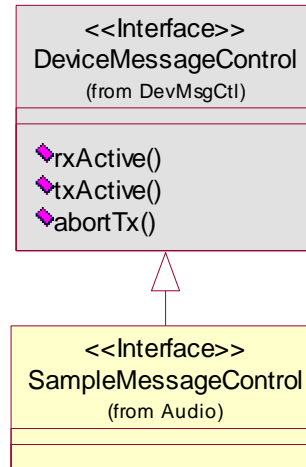 <<Interface>>
DeviceMessageControl
(from DevMsgCtl)
rxActive()
txActive()
abortTx()
<<Interface>>
SampleMessageControl
(from Audio)